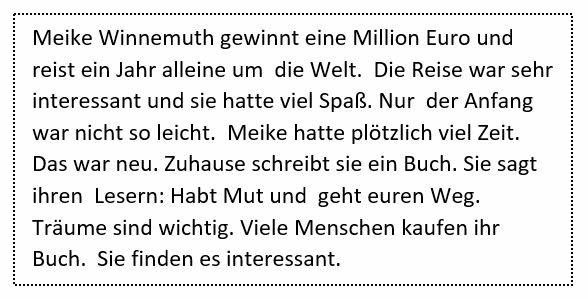 Meike Winnemuth gewinnt eine Million Euro und
reist ein Jahr alleine um  die Welt.  Die Reise war sehr
interessant und sie hatte viel Spaß. Nur  der Anfang
war nicht so leicht.  Meike hatte plötzlich viel Zeit.
Das war neu. Zuhause schreibt sie ein Buch. Sie sagt
ihren  Lesern: Habt Mut und  geht euren Weg.
Träume sind wichtig. Viele Menschen kaufen ihr
Buch.  Sie finden es interessant.